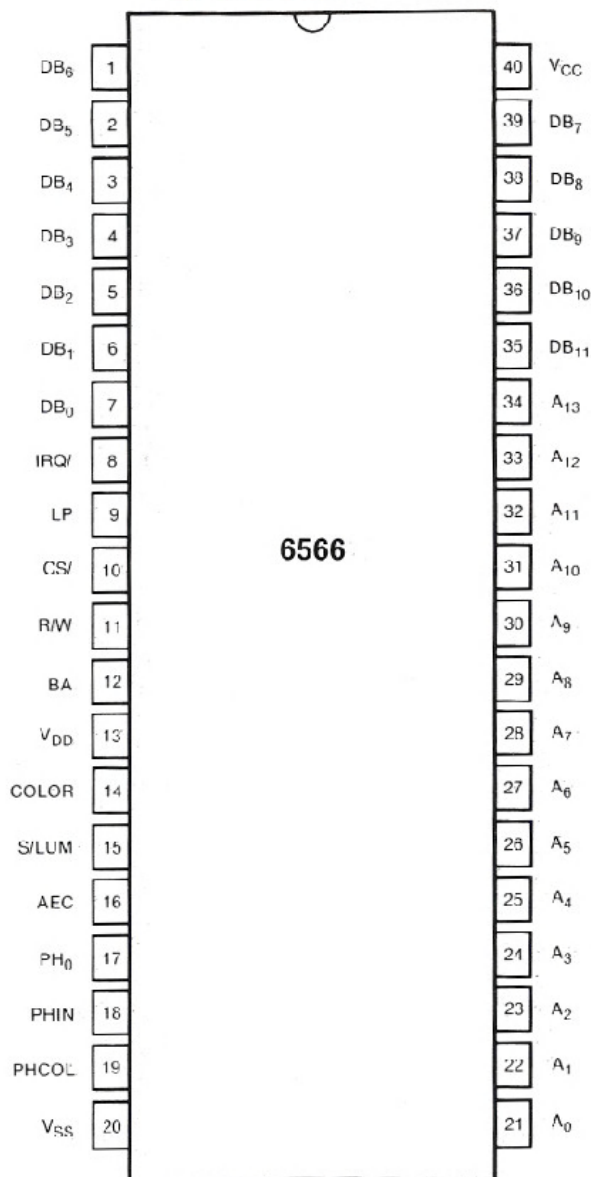 DB₆ 1 40 V_CC
DB₅ 2 39 DB₇
DB₄ 3 38 DB₈
DB₃ 4 37 DB₉
DB₂ 5 36 DB₁₀
DB₁ 6 35 DB₁₁
DB₀ 7 34 A₁₃
IRQ/ 8 33 A₁₂
LP 9 32 A₁₁
6566
CS/ 10 31 A₁₀
R/W 11 30 A₉
BA 12 29 A₈
V_DD 13 28 A₇
COLOR 14 27 A₆
S/LUM 15 26 A₅
AEC 16 25 A₄
PH₀ 17 24 A₃
PHIN 18 23 A₂
PHCOL 19 22 A₁
V_SS 20 21 A₀